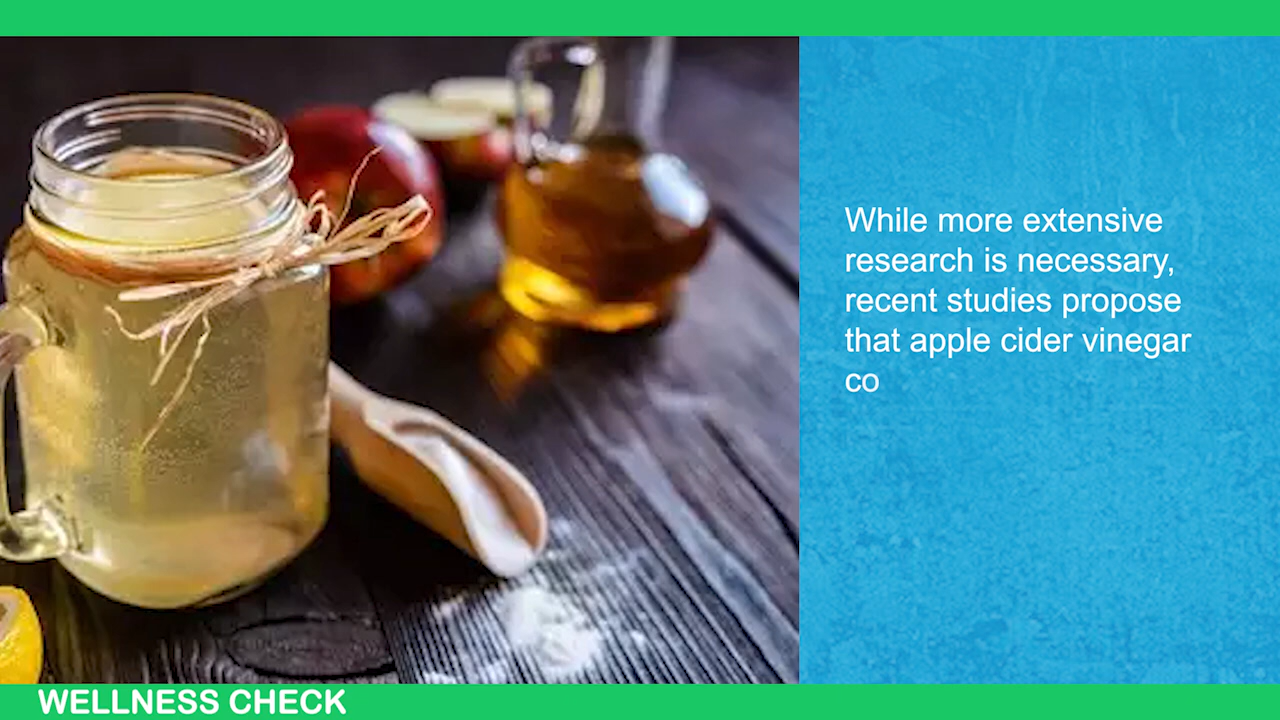 While more extensive
research is necessary,
recent studies propose
that apple cider vinegar
co
WELLNESS CHECK